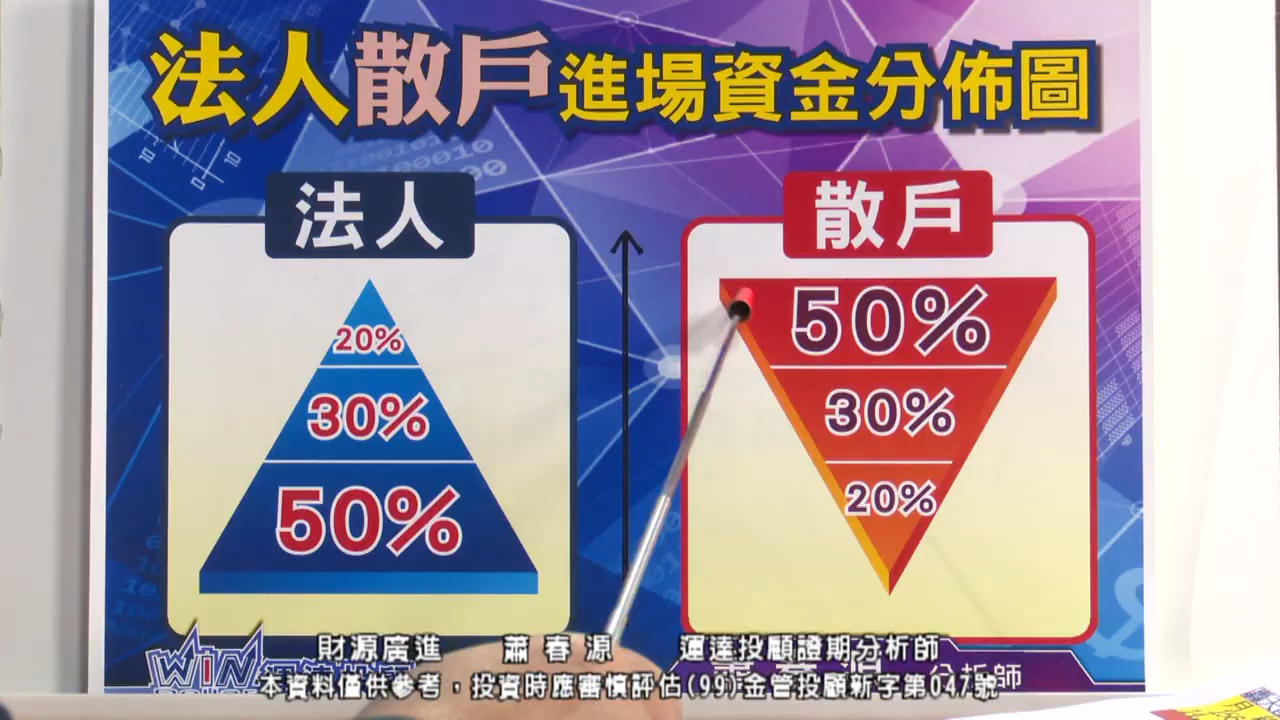 法人散戶進場資金分佈圖
法人
散戶
20%
30%
50%
50%
30%
20%
財源廣進 蕭春源 運達投顧證期分析師
WIN
分析師
本資料僅供參考，投資時應審慎評估(99)金管投顧新字第047號